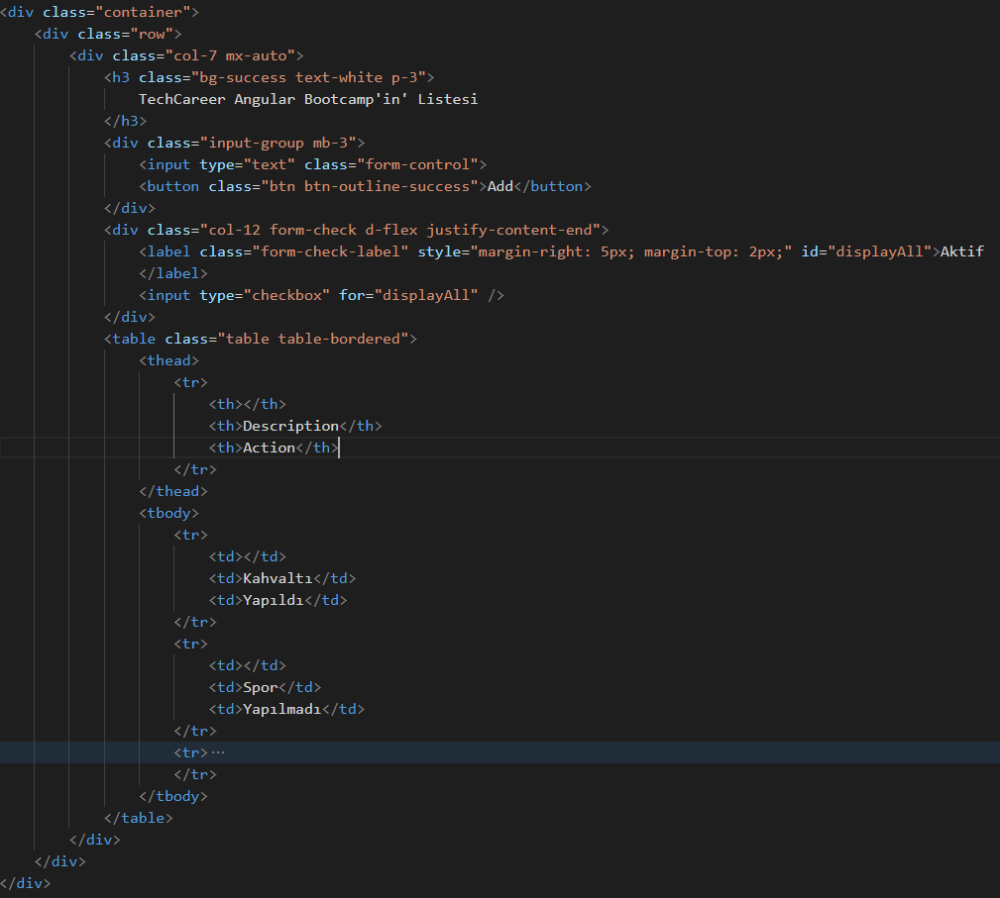 <div class="container">
<div class="row">
<div class="col-7 mx-auto">
<h3 class="bg-success text-white p-3">
TechCareer Angular Bootcamp'in' Listesi
</h3>
<div class="input-group mb-3">
<input type="text" class="form-control">
<button class="btn btn-outline-success">Add</button>
</div>
<div class="col-12 form-check d-flex justify-content-end">
<label class="form-check-label" style="margin-right: 5px; margin-top: 2px;" id="displayAll">Aktif
</label>
<input type="checkbox" for="displayAll" />
</div>
<table class="table table-bordered">
<thead>
<tr>
<th></th>
<th>Description</th>
<th>Action</th>
</tr>
</thead>
<tbody>
<tr>
<td></td>
<td>Kahvaltı</td>
<td>Yapıldı</td>
</tr>
<tr>
<td></td>
<td>Spor</td>
<td>Yapılmadı</td>
</tr>
<tr>···
</tr>
</tbody>
</table>
</div>
</div>
</div>